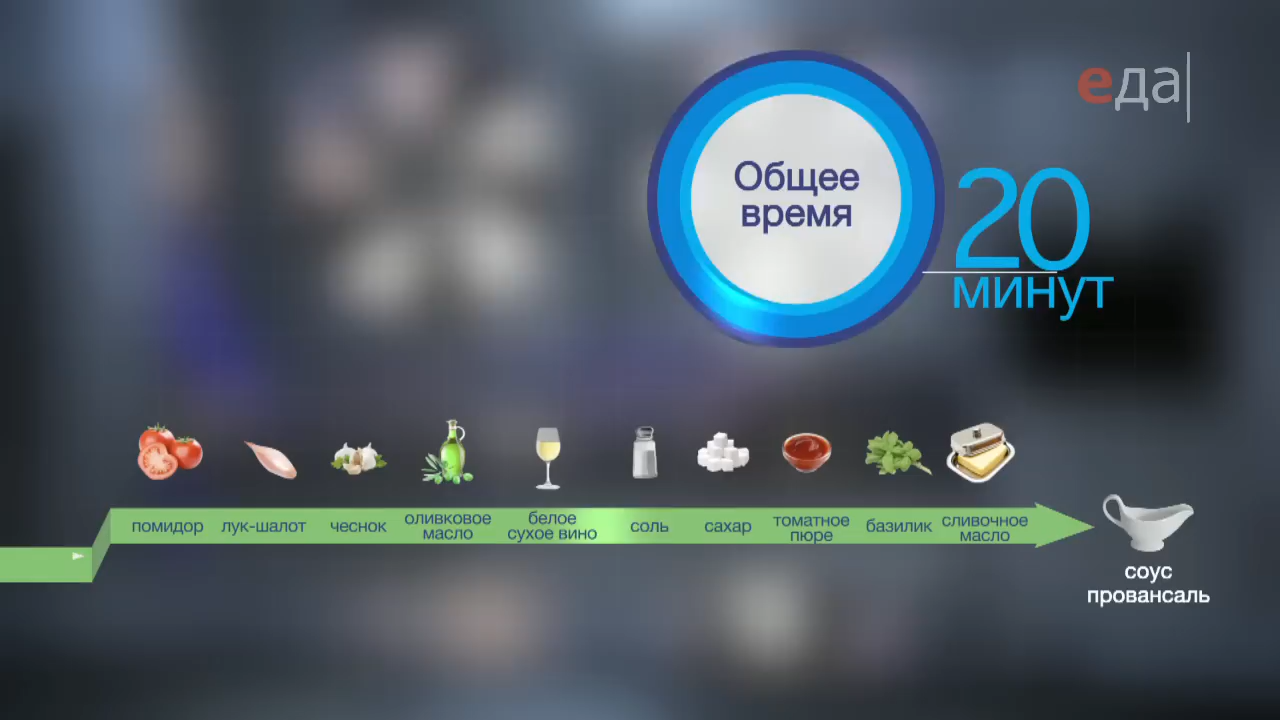 еда
Общее
время
20
минут
помидор
лук-шалот
чеснок
оливковое
масло
белое
сухое вино
соль
сахар
томатное
пюре
базилик
сливочное
масло
соус
провансаль